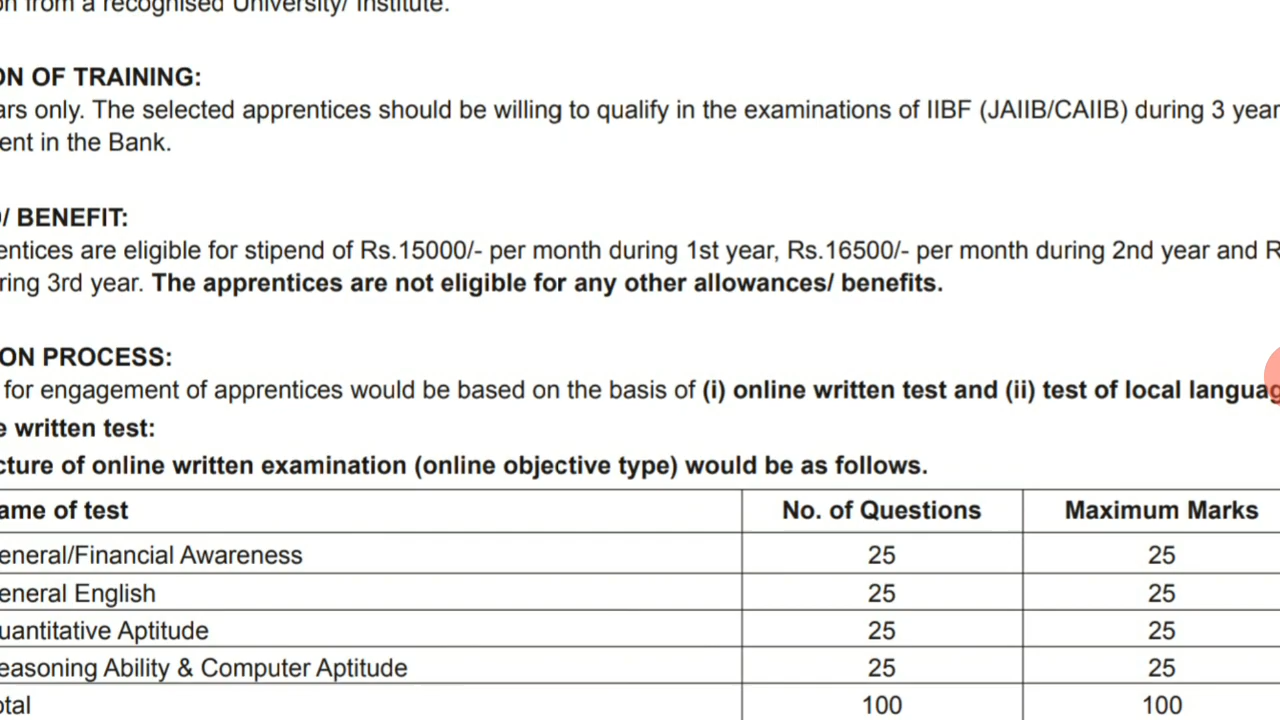 on from a recognised University/ Institute.
ON OF TRAINING:
ars only. The selected apprentices should be willing to qualify in the examinations of IIBF (JAIIB/CAIIB) during 3 year
ent in the Bank.
/ BENEFIT:
entices are eligible for stipend of Rs.15000/- per month during 1st year, Rs.16500/- per month during 2nd year and R
ring 3rd year. The apprentices are not eligible for any other allowances/ benefits.
ON PROCESS:
for engagement of apprentices would be based on the basis of (i) online written test and (ii) test of local languag
e written test:
cture of online written examination (online objective type) would be as follows.
ame of test No. of Questions Maximum Marks
eneral/Financial Awareness 25 25
eneral English 25 25
uantitative Aptitude 25 25
easoning Ability & Computer Aptitude 25 25
otal 100 100